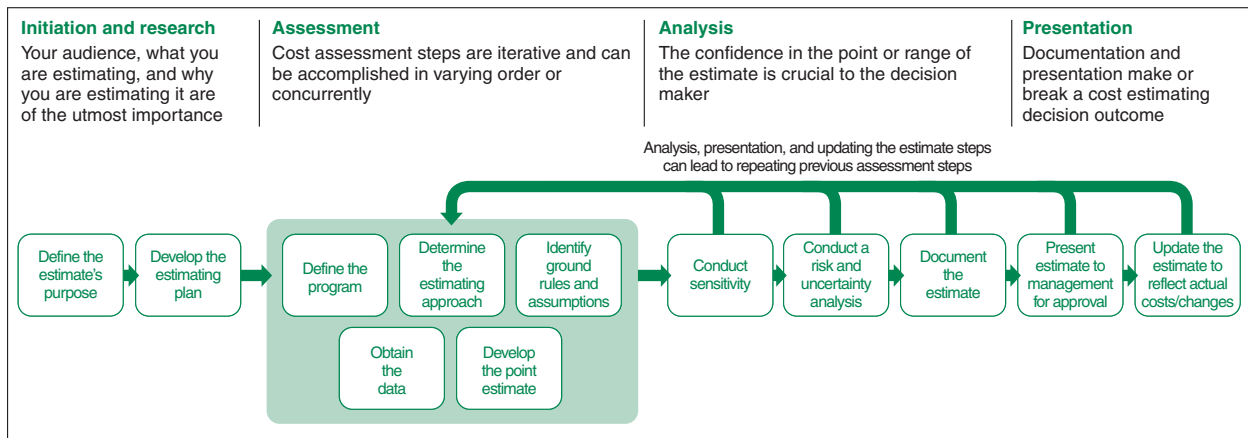 Initiation and research
Your audience, what you
are estimating, and why
you are estimating it are
of the utmost importance
Assessment
Cost assessment steps are iterative and can
be accomplished in varying order or
concurrently
Analysis
The confidence in the point or range of
the estimate is crucial to the decision
maker
Presentation
Documentation and
presentation make or
break a cost estimating
decision outcome
Analysis, presentation, and updating the estimate steps
can lead to repeating previous assessment steps
Define the
estimate's
purpose
Develop the
estimating
plan
Define the
program
Determine
the
estimating
approach
Identify
ground
rules and
assumptions
Obtain
the
data
Develop
the point
estimate
Conduct
sensitivity
Conduct a
risk and
uncertainty
analysis
Document
the
estimate
Present
estimate to
management
for approval
Update the
estimate to
reflect actual
costs/changes